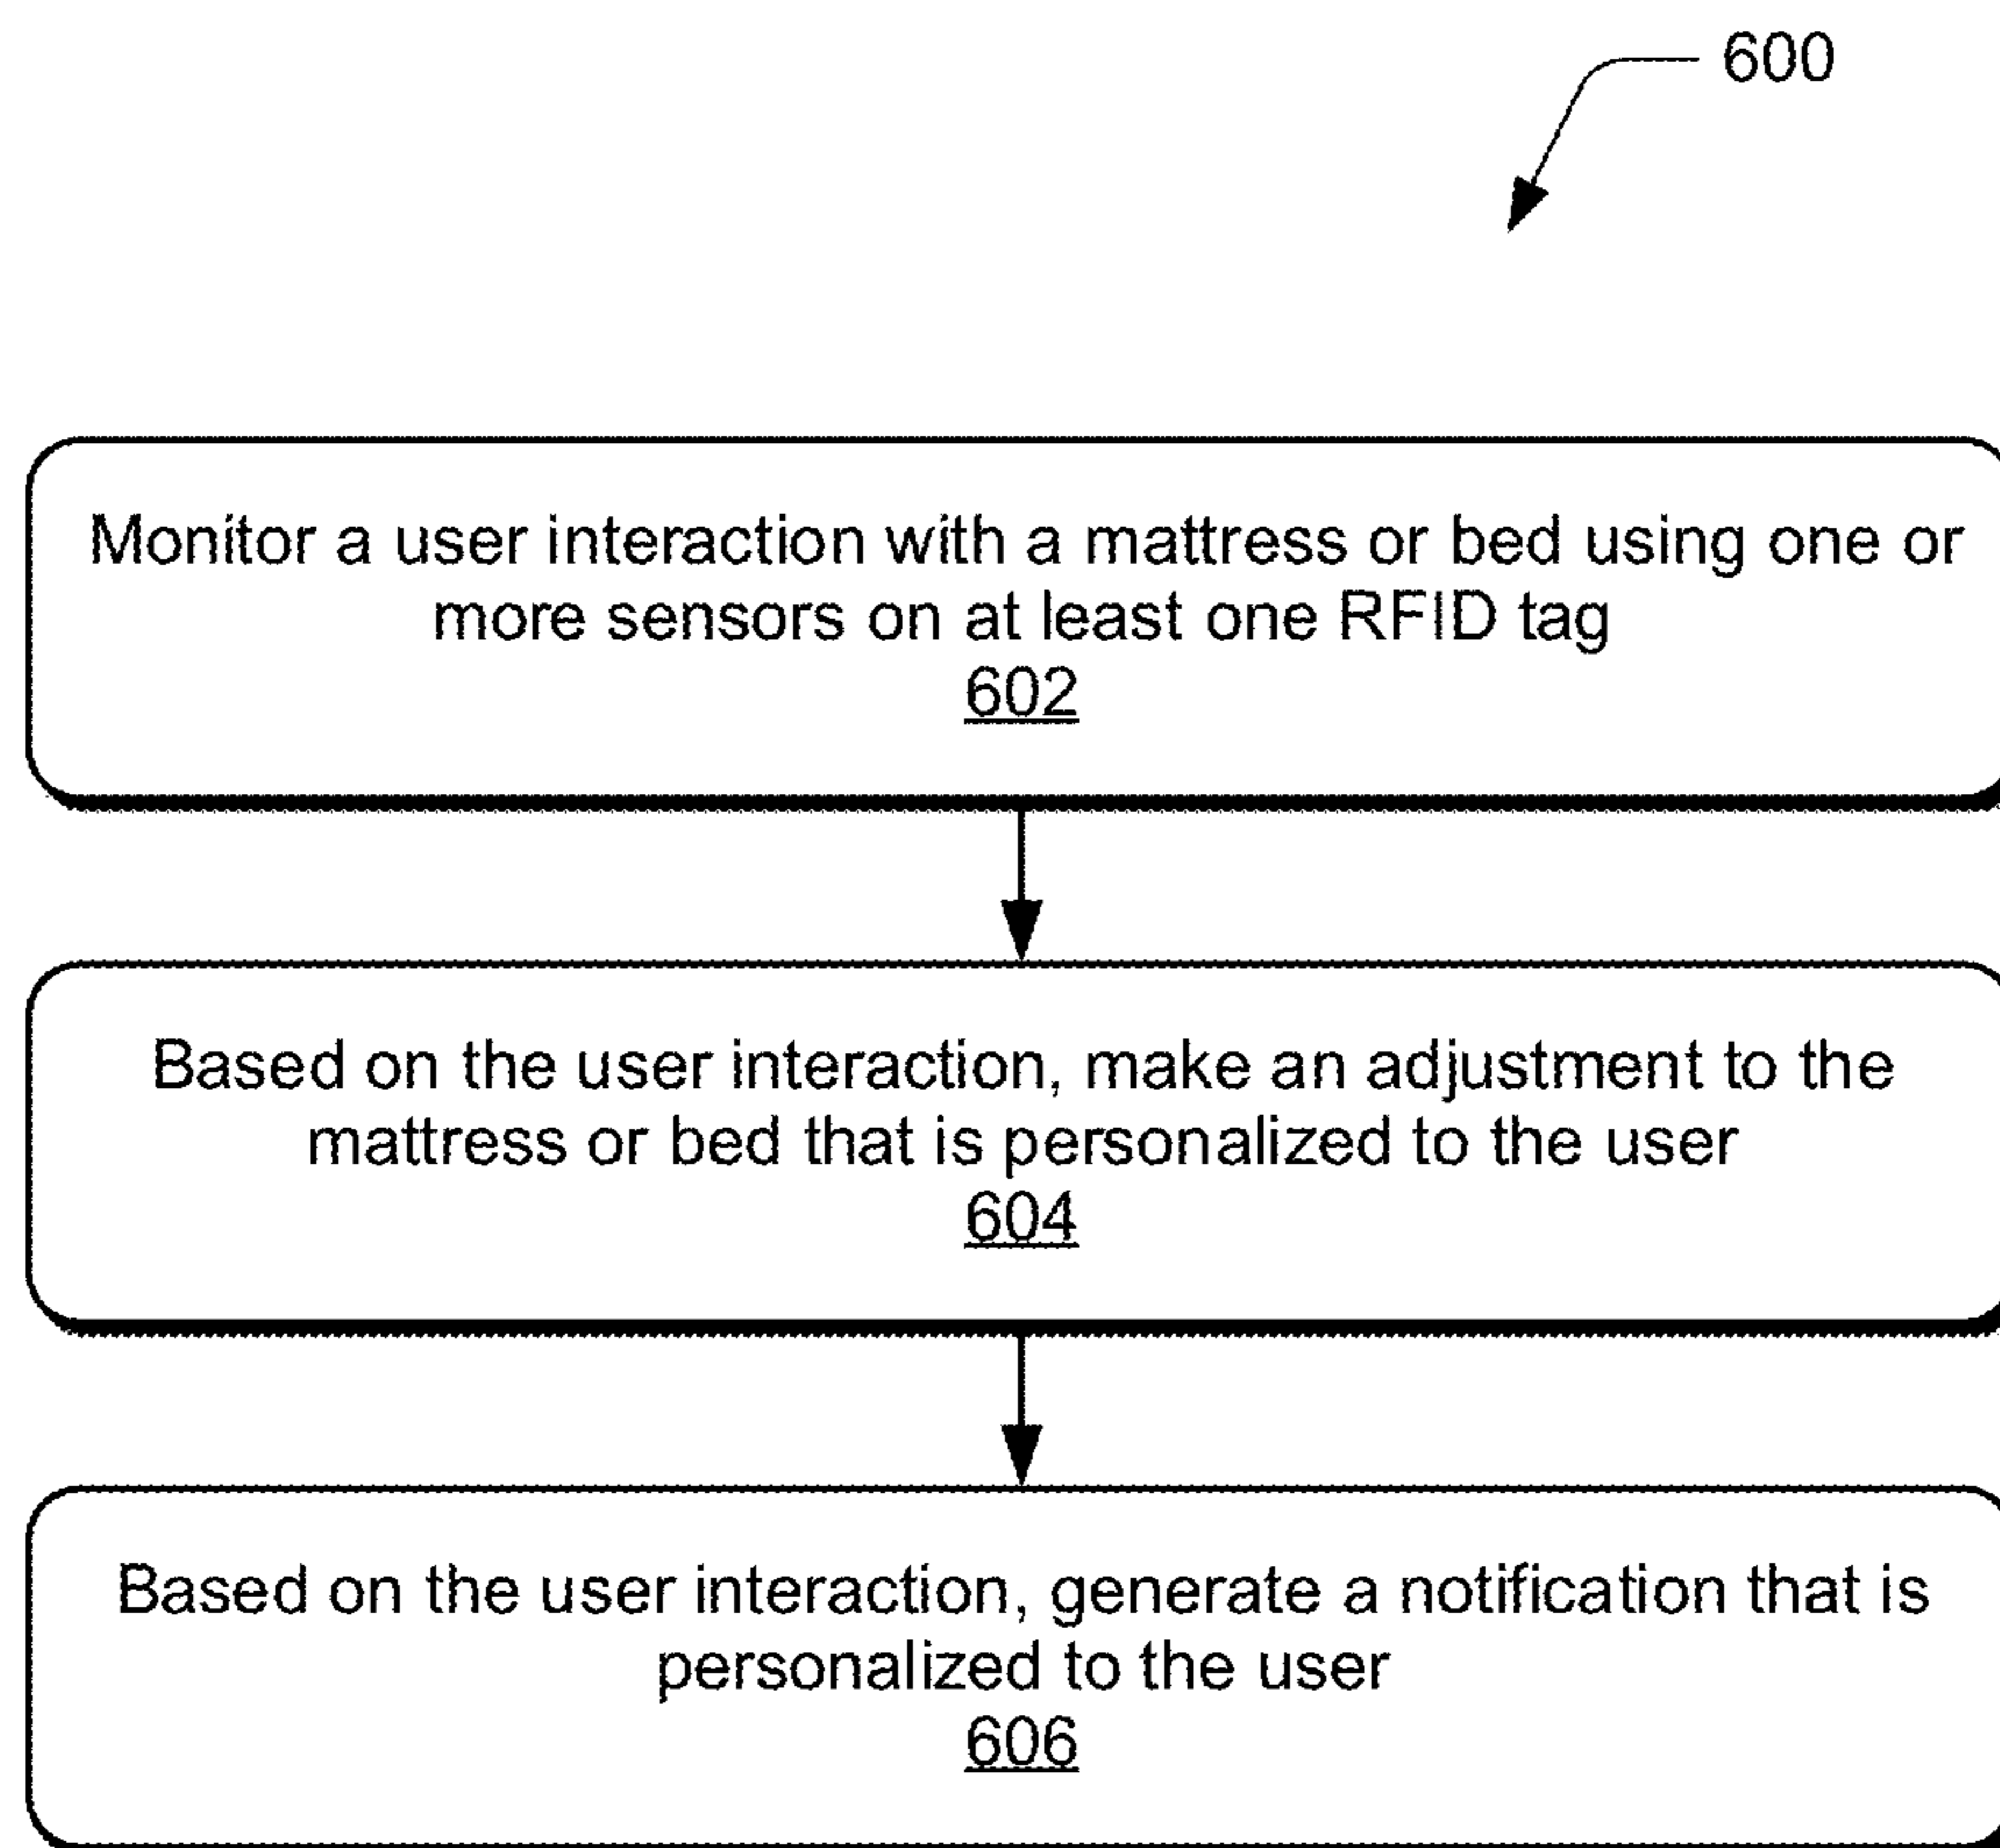 600
Monitor a user interaction with a mattress or bed using one or
more sensors on at least one RFID tag
602
Based on the user interaction, make an adjustment to the
mattress or bed that is personalized to the user
604
Based on the user interaction, generate a notification that is
personalized to the user
606